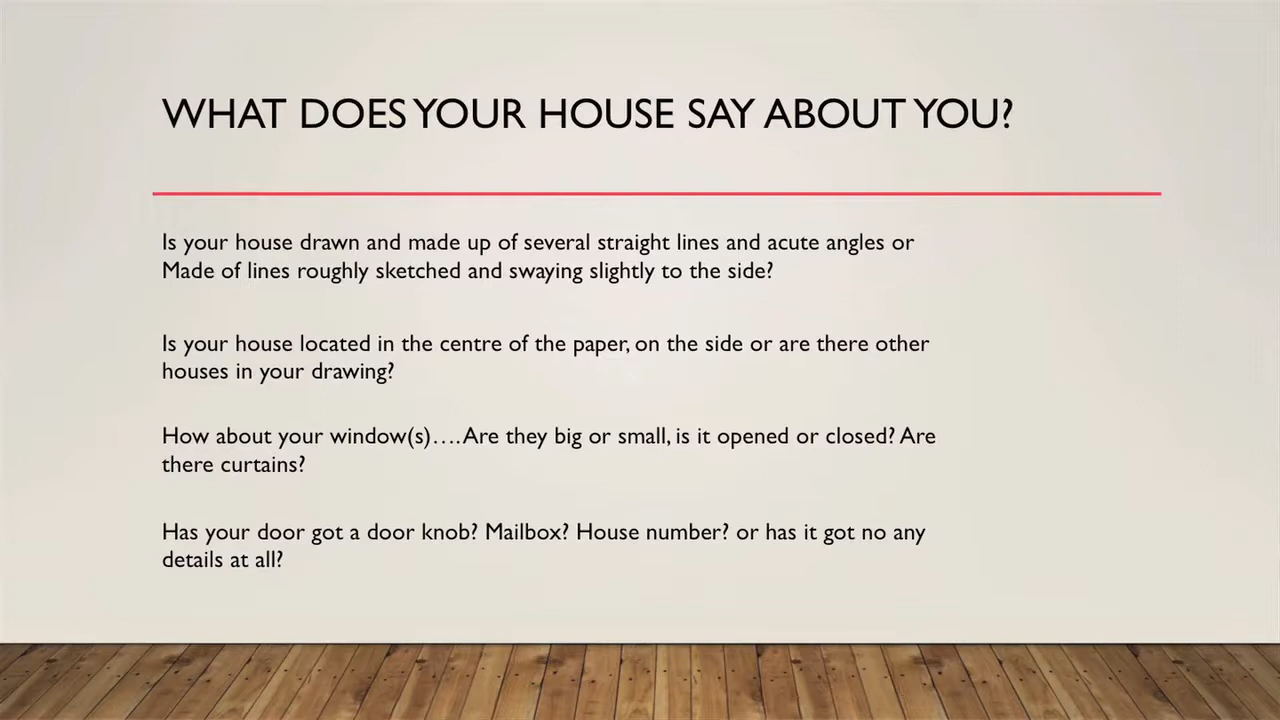 WHAT DOES YOUR HOUSE SAY ABOUT YOU?
Is your house drawn and made up of several straight lines and acute angles or
Made of lines roughly sketched and swaying slightly to the side?
Is your house located in the centre of the paper, on the side or are there other
houses in your drawing?
How about your window(s)….Are they big or small, is it opened or closed? Are
there curtains?
Has your door got a door knob? Mailbox? House number? or has it got no any
details at all?